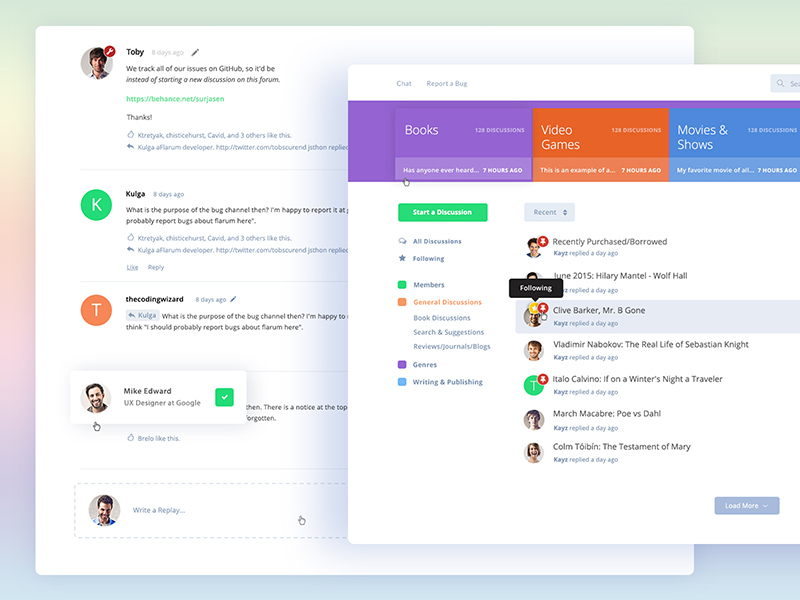 Toby 8 days ago
We track all of our issues on GitHub, so it'd be
instead of starting a new discussion on this forum.
https://behance.net/surjasen
Thanks!
Ktretyak, chisticehurst, Cavid, and 3 others like this.
Kulga aFlarum developer. http://twitter.com/tobscurend jsthon replied
K
Kulga 8 days ago
What is the purpose of the bug channel then? I'm happy to report it at
probably report bugs about flarum here".
Ktretyak, chisticehurst, Cavid, and 3 others like this.
Kulga aFlarum developer. http://twitter.com/tobscurend jsthon replied
Like Reply
T
thecodingwizard 8 days ago
Kulga What is the purpose of the bug channel then? I'm happy to
think "I should probably report bugs about flarum here".
Mike Edward
UX Designer at Google
then. There is a notice at the top
forgotten.
Brelo like this.
Write a Replay...
Chat Report a Bug
Books 128 DISCUSSIONS
Has anyone ever heard... 7 HOURS AGO
Video
Games 128 DISCUSSIONS
This is an example of a... 7 HOURS AGO
Movies &
Shows 128 DISCUSSIONS
My favorite movie of all... 7 HOURS AGO
Start a Discussion
All Discussions
Following
Members
General Discussions
Book Discussions
Search & Suggestions
Reviews/Journals/Blogs
Genres
Writing & Publishing
Recent
Recently Purchased/Borrowed
Kayz replied a day ago
June 2015: Hilary Mantel - Wolf Hall
replied a day ago
Following
Clive Barker, Mr. B Gone
Kayz replied a day ago
Vladimir Nabokov: The Real Life of Sebastian Knight
Kayz replied a day ago
T
Italo Calvino: If on a Winter's Night a Traveler
Kayz replied a day ago
March Macabre: Poe vs Dahl
Kayz replied a day ago
Colm Tóibín: The Testament of Mary
Kayz replied a day ago
Load More